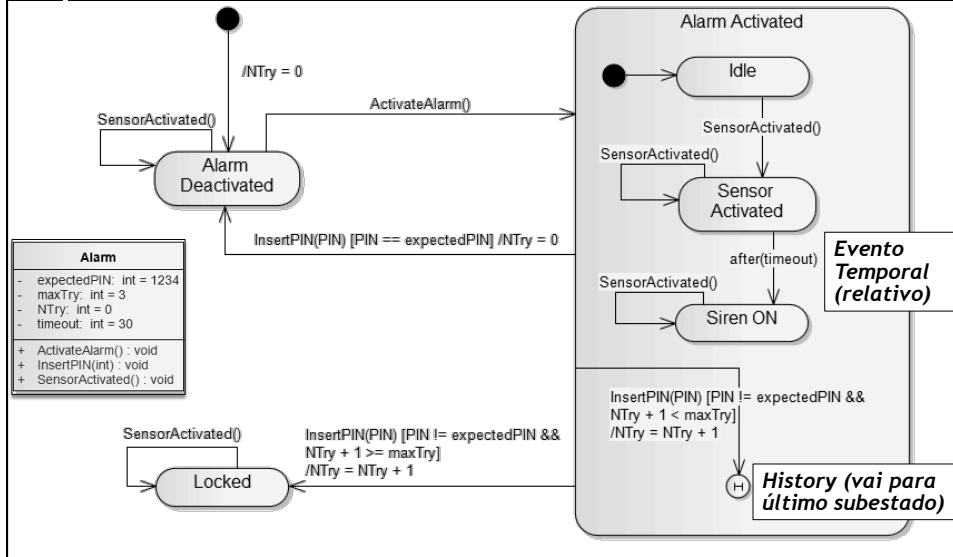 Alarm Activated
/NTry = 0
Idle
ActivateAlarm()
SensorActivated()
SensorActivated()
Alarm
Deactivated
SensorActivated()
Sensor
Activated
InsertPIN(PIN) [PIN == expectedPIN] /NTry = 0
after(timeout)
Evento
Temporal
(relativo)
Alarm
- expectedPIN: int = 1234
- maxTry: int = 3
- NTry: int = 0
- timeout: int = 30
+ ActivateAlarm() : void
+ InsertPIN(int) : void
+ SensorActivated() : void
SensorActivated()
Siren ON
InsertPIN(PIN) [PIN != expectedPIN &&
NTry + 1 < maxTry]
/NTry = NTry + 1
SensorActivated()
Locked
InsertPIN(PIN) [PIN != expectedPIN &&
NTry + 1 >= maxTry]
/NTry = NTry + 1
H
History (vai para
último subestado)